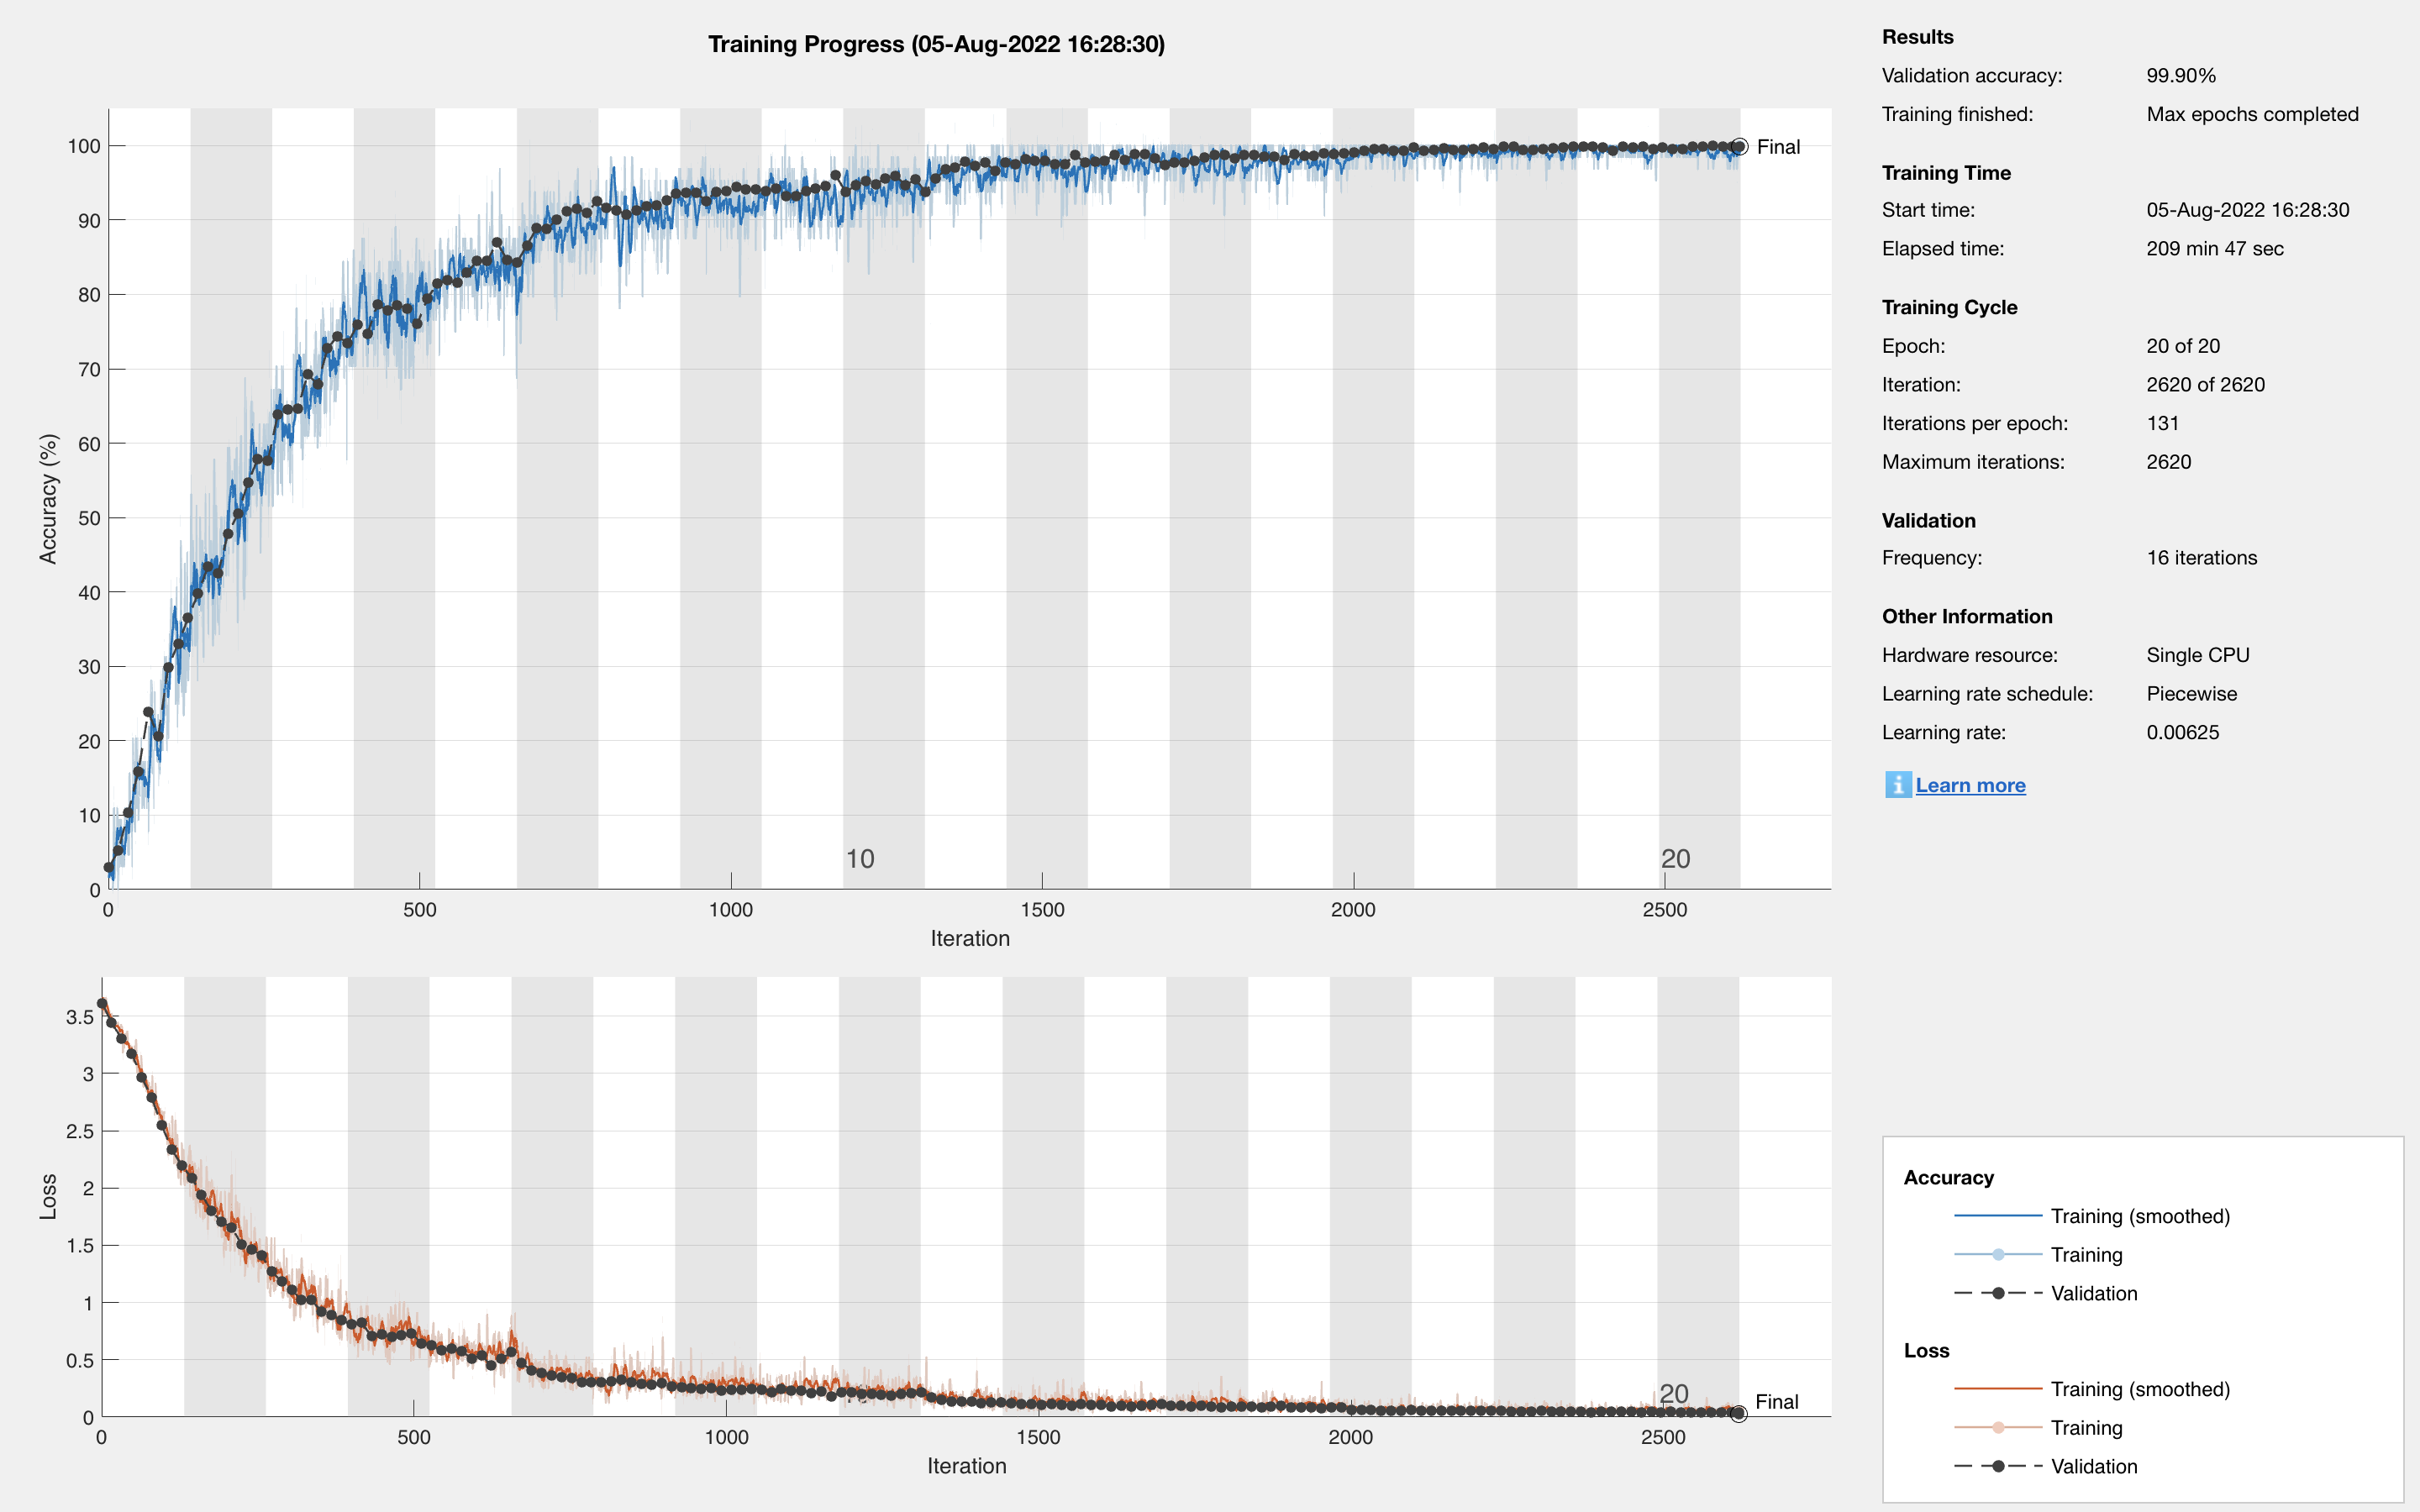 Training Progress (05-Aug-2022 16:28:30)
100
90
80
70
60
50
40
30
20
10
0
Accuracy (%)
Final
10
20
0 500 1000 1500 2000 2500
Iteration
3.5
3
2.5
2
1.5
1
0.5
0
Loss
20
Final
0 500 1000 1500 2000 2500
Iteration
Results
Validation accuracy: 99.90%
Training finished: Max epochs completed
Training Time
Start time: 05-Aug-2022 16:28:30
Elapsed time: 209 min 47 sec
Training Cycle
Epoch: 20 of 20
Iteration: 2620 of 2620
Iterations per epoch: 131
Maximum iterations: 2620
Validation
Frequency: 16 iterations
Other Information
Hardware resource: Single CPU
Learning rate schedule: Piecewise
Learning rate: 0.00625
i Learn more
Accuracy
Training (smoothed)
Training
Validation
Loss
Training (smoothed)
Training
Validation